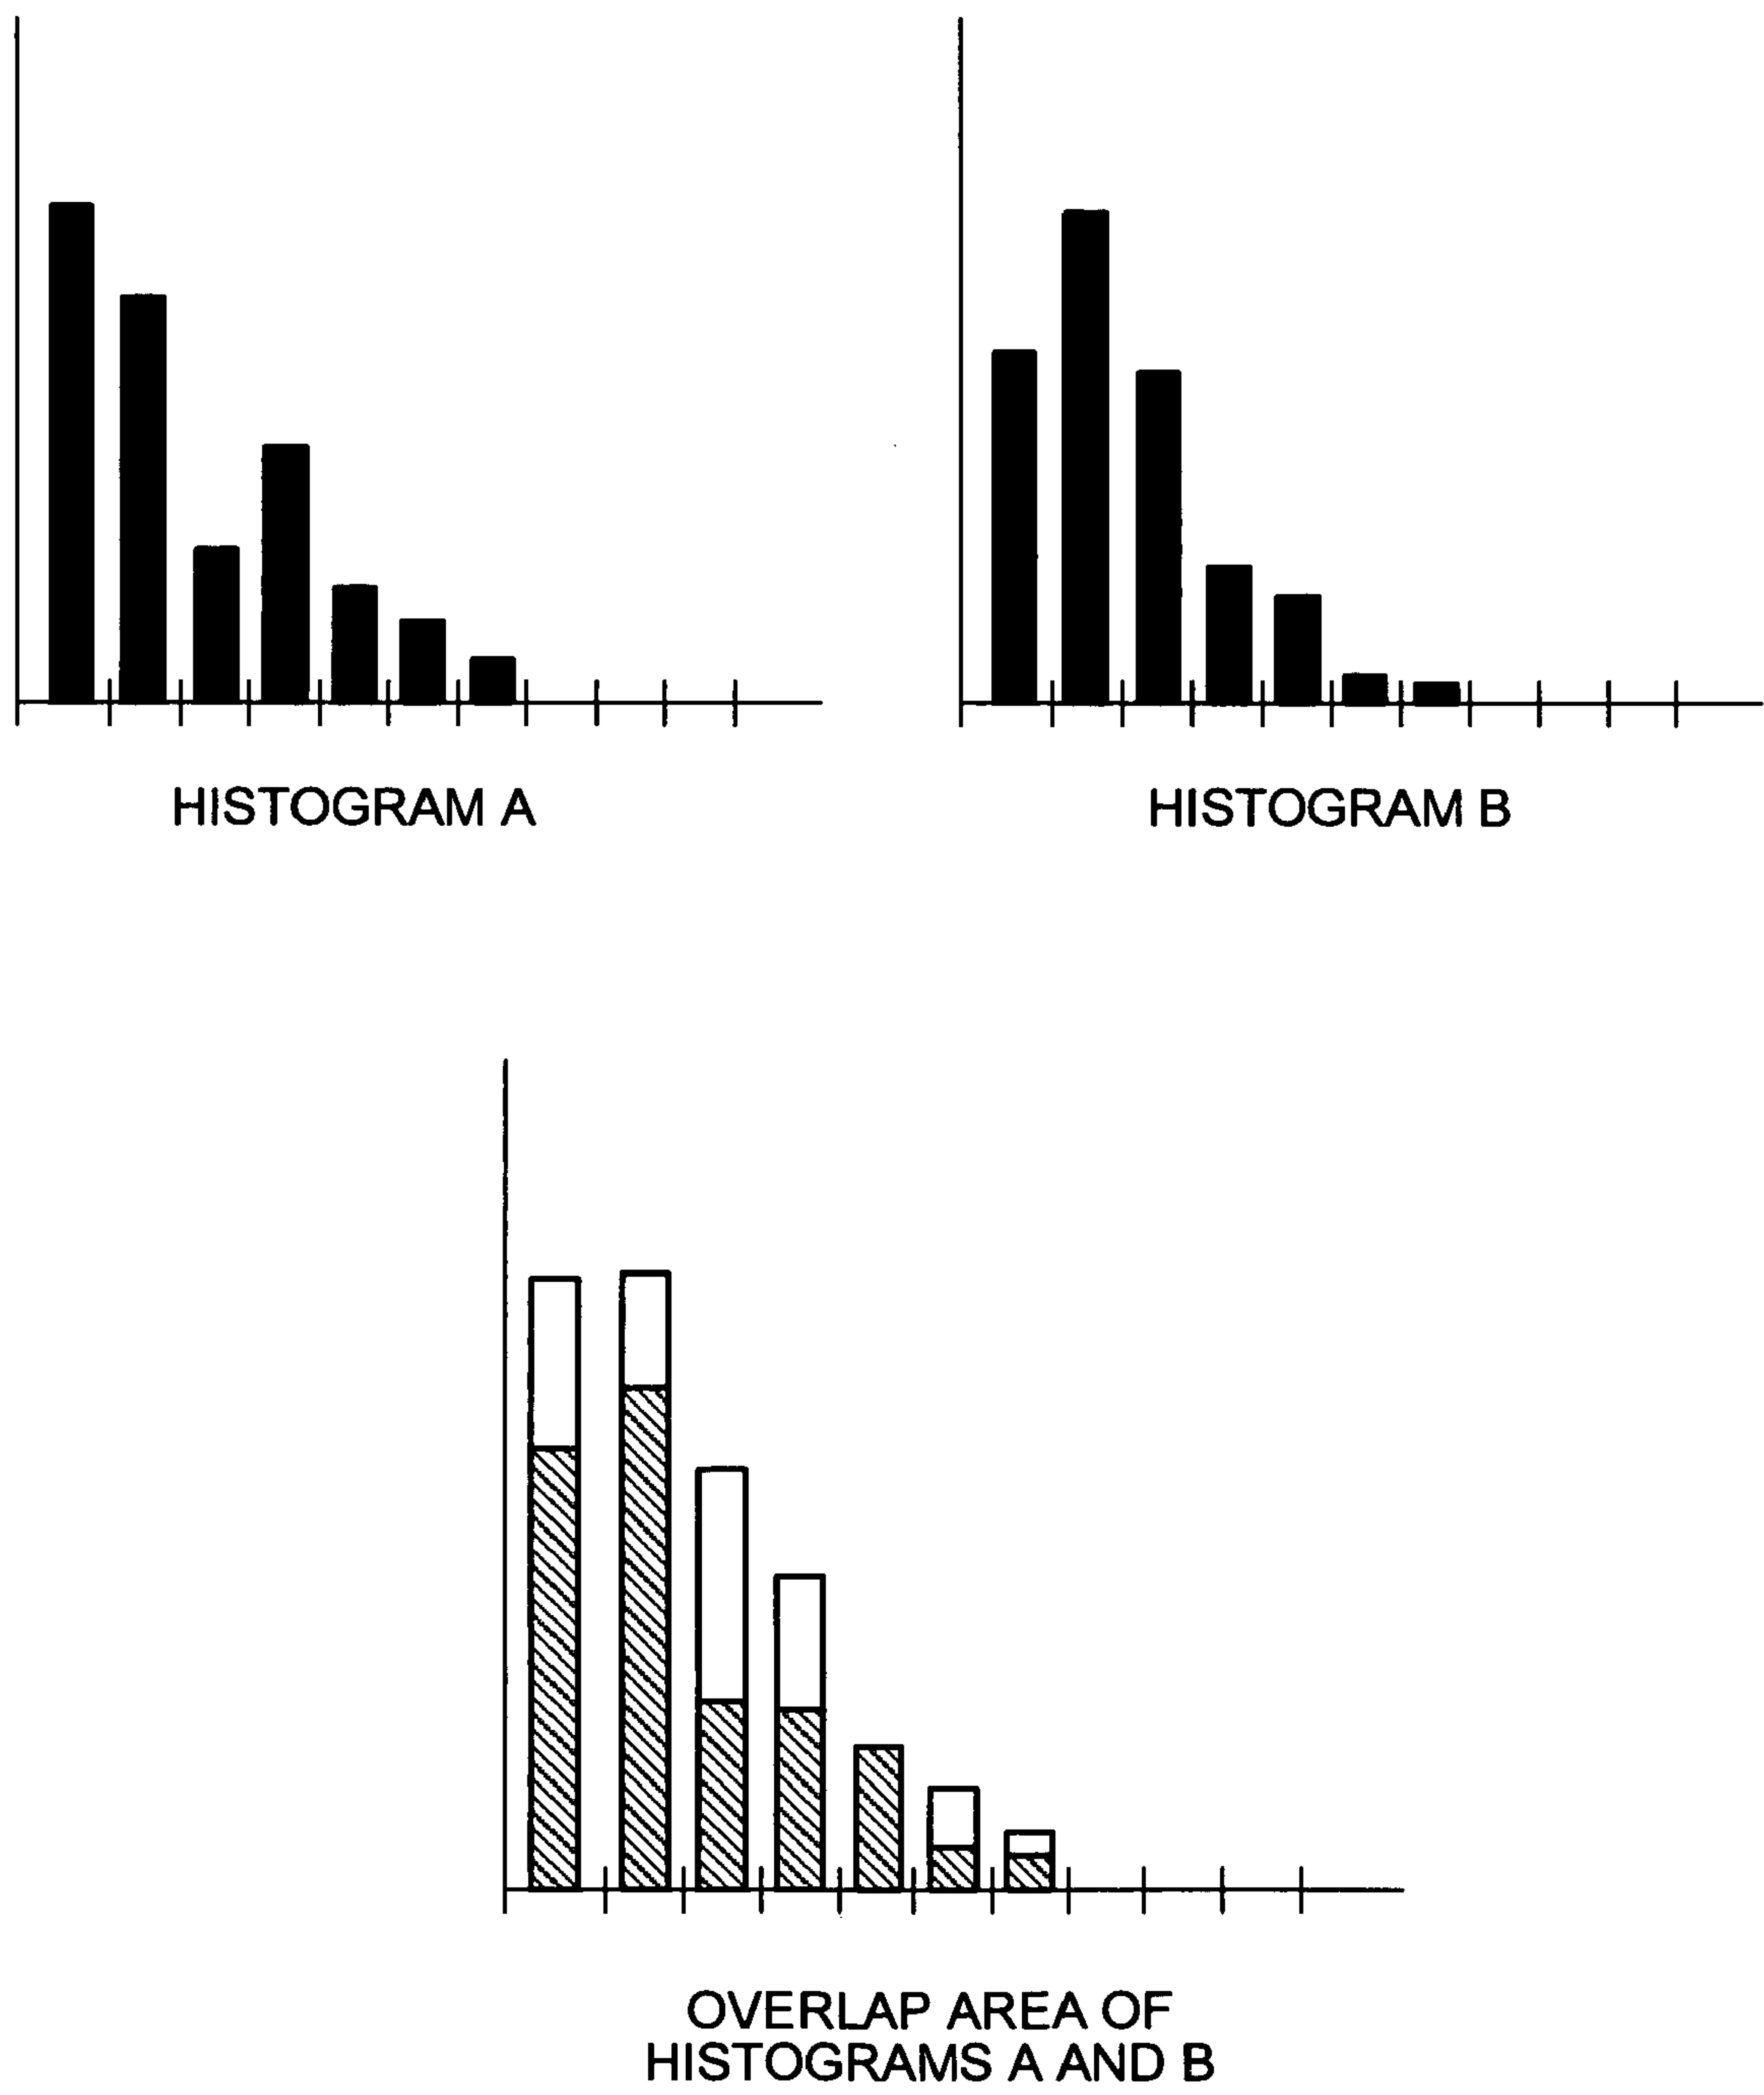 HISTOGRAM A
HISTOGRAM B
OVERLAP AREA OF
HISTOGRAMS A AND B